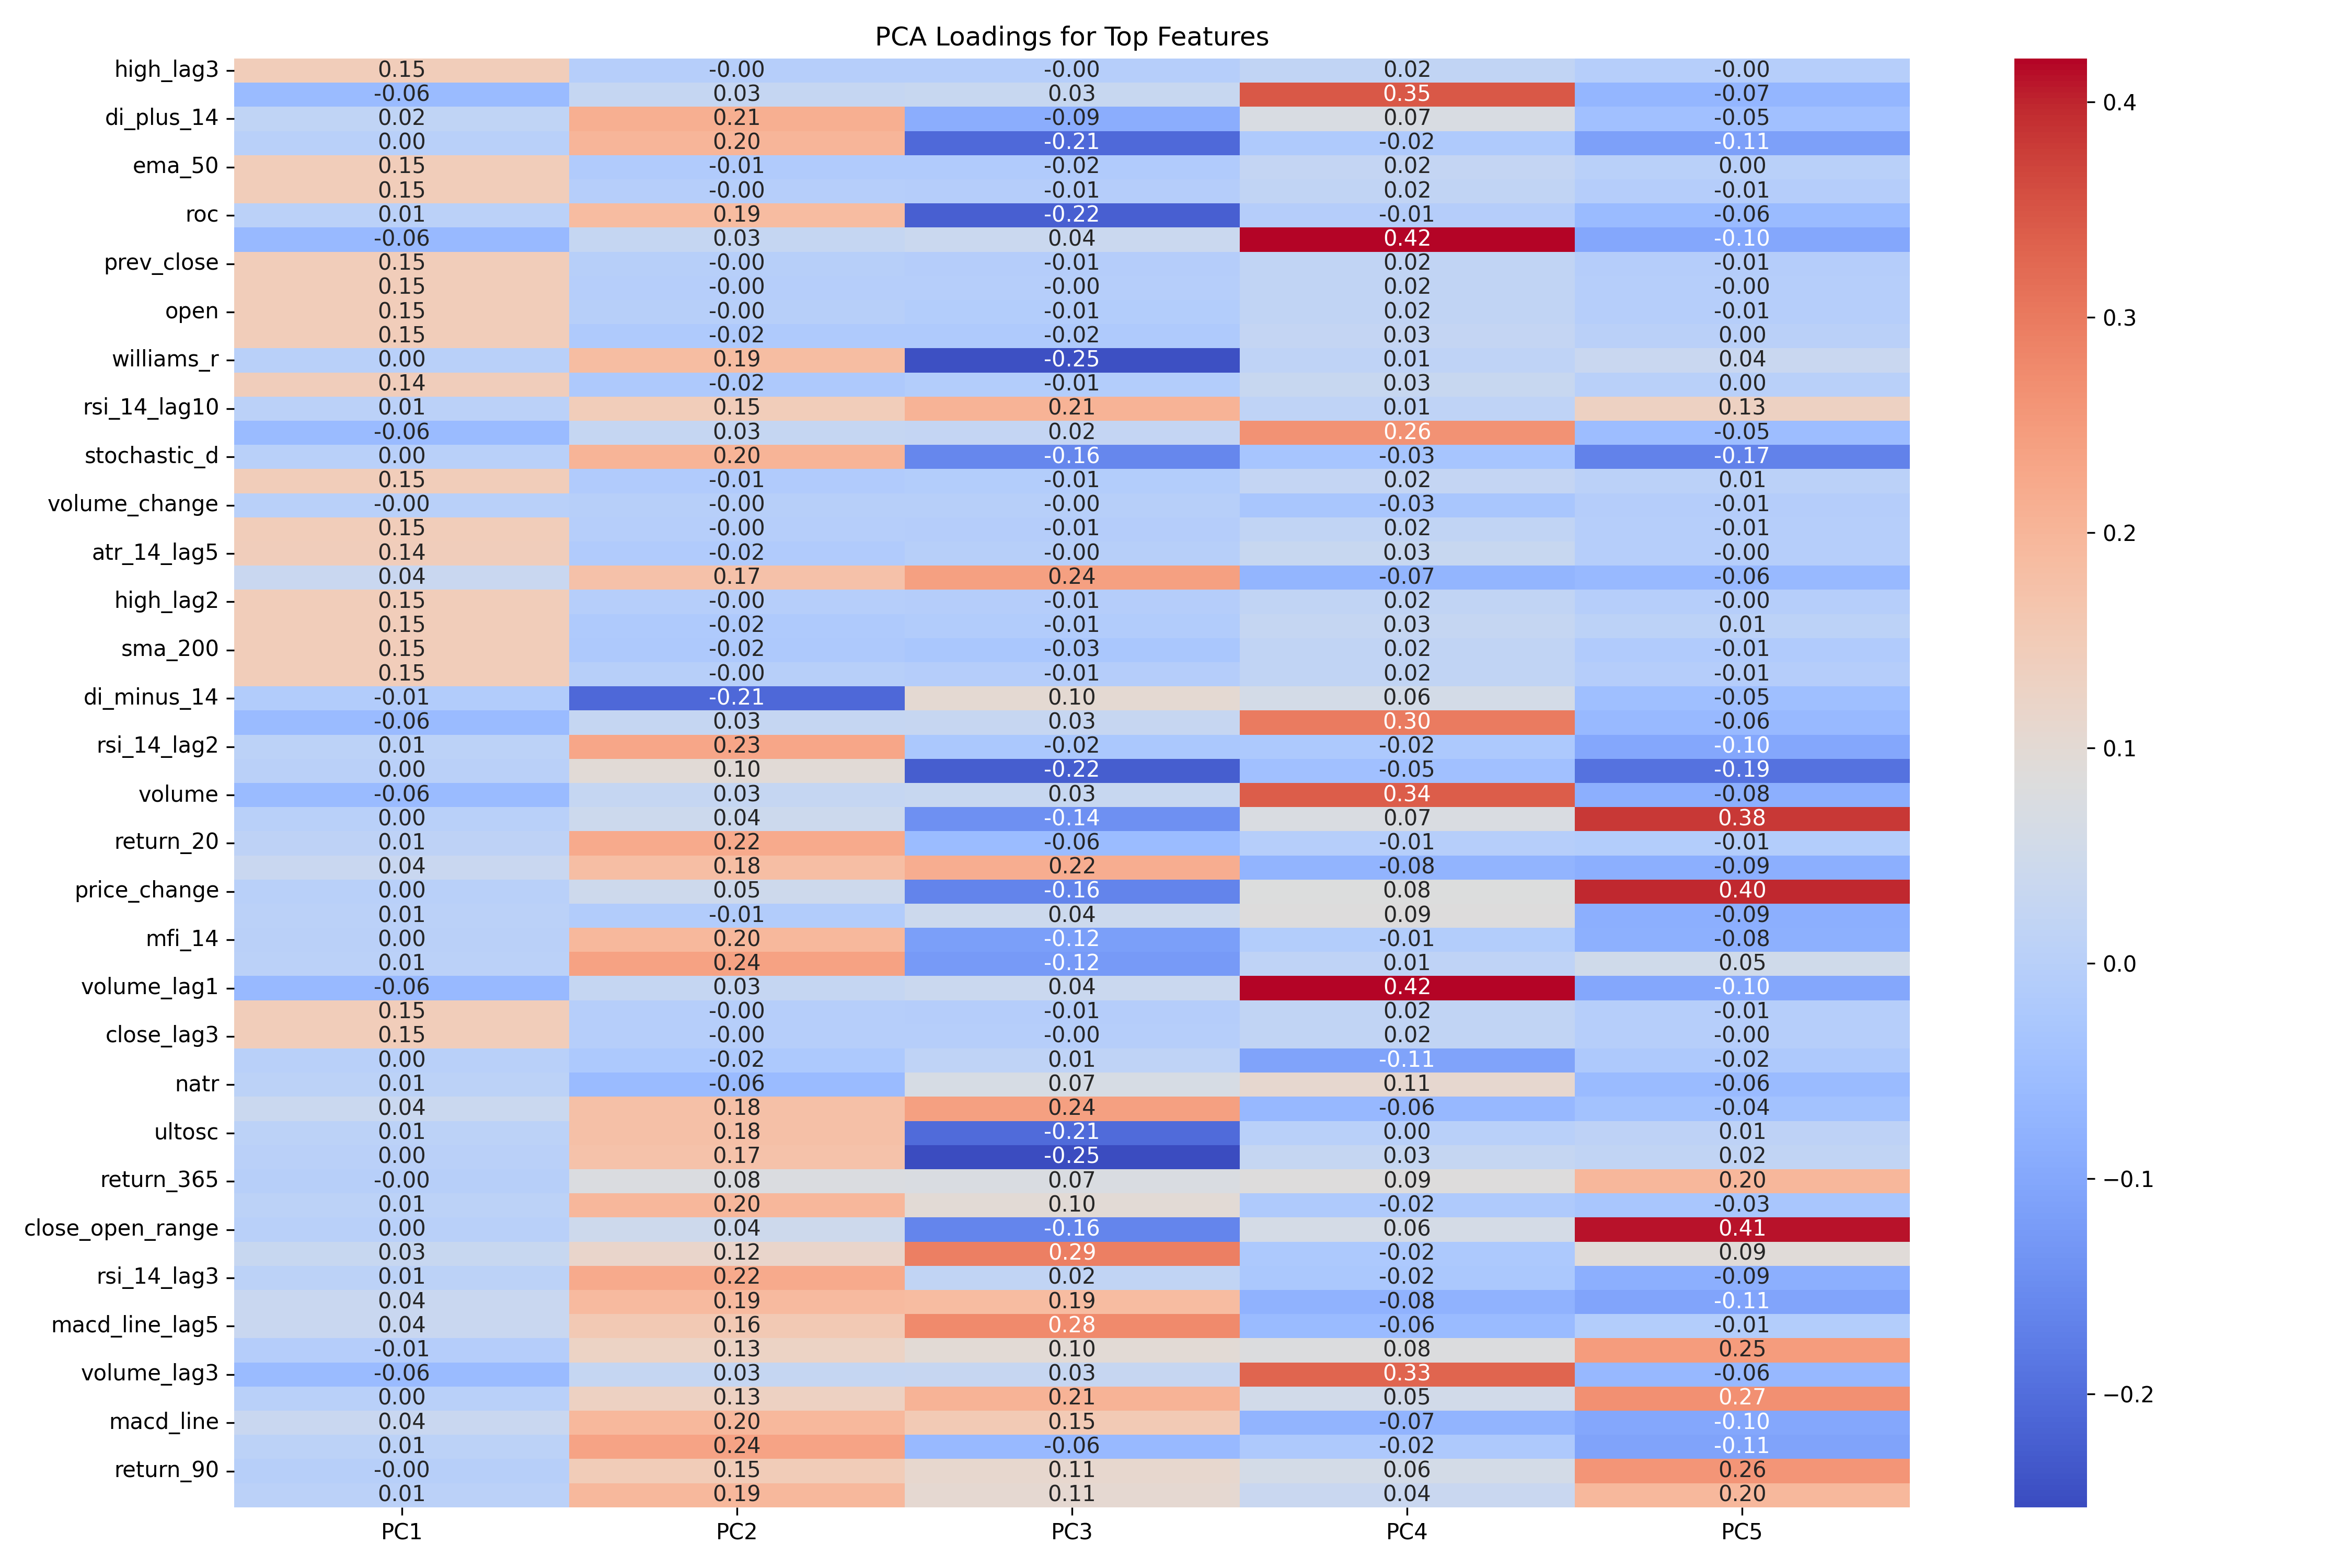 PCA Loadings for Top Features
high_lag3 0.15 -0.00 -0.00 0.02 -0.00
-0.06 0.03 0.03 0.35 -0.07
di_plus_14 0.02 0.21 -0.09 0.07 -0.05
0.00 0.20 -0.21 -0.02 -0.11
ema_50 0.15 -0.01 -0.02 0.02 0.00
0.15 -0.00 -0.01 0.02 -0.01
roc 0.01 0.19 -0.22 -0.01 -0.06
-0.06 0.03 0.04 0.42 -0.10
prev_close 0.15 -0.00 -0.01 0.02 -0.01
0.15 -0.00 -0.00 0.02 -0.00
open 0.15 -0.00 -0.01 0.02 -0.01
0.15 -0.02 -0.02 0.03 0.00
williams_r 0.00 0.19 -0.25 0.01 0.04
0.14 -0.02 -0.01 0.03 0.00
rsi_14_lag10 0.01 0.15 0.21 0.01 0.13
-0.06 0.03 0.02 0.26 -0.05
stochastic_d 0.00 0.20 -0.16 -0.03 -0.17
0.15 -0.01 -0.01 0.02 0.01
volume_change -0.00 -0.00 -0.00 -0.03 -0.01
0.15 -0.00 -0.01 0.02 -0.01
atr_14_lag5 0.14 -0.02 -0.00 0.03 -0.00
0.04 0.17 0.24 -0.07 -0.06
high_lag2 0.15 -0.00 -0.01 0.02 -0.00
0.15 -0.02 -0.01 0.03 0.01
sma_200 0.15 -0.02 -0.03 0.02 -0.01
0.15 -0.00 -0.01 0.02 -0.01
di_minus_14 -0.01 -0.21 0.10 0.06 -0.05
-0.06 0.03 0.03 0.30 -0.06
rsi_14_lag2 0.01 0.23 -0.02 -0.02 -0.10
0.00 0.10 -0.22 -0.05 -0.19
volume -0.06 0.03 0.03 0.34 -0.08
0.00 0.04 -0.14 0.07 0.38
return_20 0.01 0.22 -0.06 -0.01 -0.01
0.04 0.18 0.22 -0.08 -0.09
price_change 0.00 0.05 -0.16 0.08 0.40
0.01 -0.01 0.04 0.09 -0.09
mfi_14 0.00 0.20 -0.12 -0.01 -0.08
0.01 0.24 -0.12 0.01 0.05
volume_lag1 -0.06 0.03 0.04 0.42 -0.10
0.15 -0.00 -0.01 0.02 -0.01
close_lag3 0.15 -0.00 -0.00 0.02 -0.00
0.00 -0.02 0.01 -0.11 -0.02
natr 0.01 -0.06 0.07 0.11 -0.06
0.04 0.18 0.24 -0.06 -0.04
ultosc 0.01 0.18 -0.21 0.00 0.01
0.00 0.17 -0.25 0.03 0.02
return_365 -0.00 0.08 0.07 0.09 0.20
0.01 0.20 0.10 -0.02 -0.03
close_open_range 0.00 0.04 -0.16 0.06 0.41
0.03 0.12 0.29 -0.02 0.09
rsi_14_lag3 0.01 0.22 0.02 -0.02 -0.09
0.04 0.19 0.19 -0.08 -0.11
macd_line_lag5 0.04 0.16 0.28 -0.06 -0.01
-0.01 0.13 0.10 0.08 0.25
volume_lag3 -0.06 0.03 0.03 0.33 -0.06
0.00 0.13 0.21 0.05 0.27
macd_line 0.04 0.20 0.15 -0.07 -0.10
0.01 0.24 -0.06 -0.02 -0.11
return_90 -0.00 0.15 0.11 0.06 0.26
0.01 0.19 0.11 0.04 0.20
PC1 PC2 PC3 PC4 PC5
0.4
0.3
0.2
0.1
0.0
−0.1
−0.2